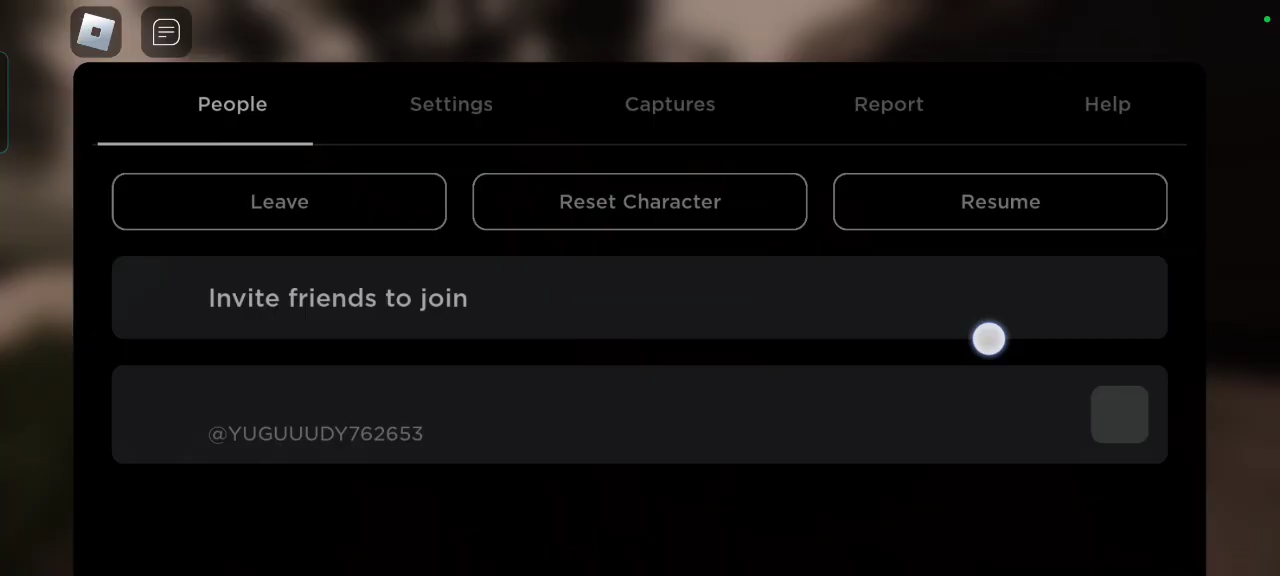 People
Settings
Captures
Report
Help
Leave
Reset Character
Resume
Invite friends to join
@YUGUUUDY762653